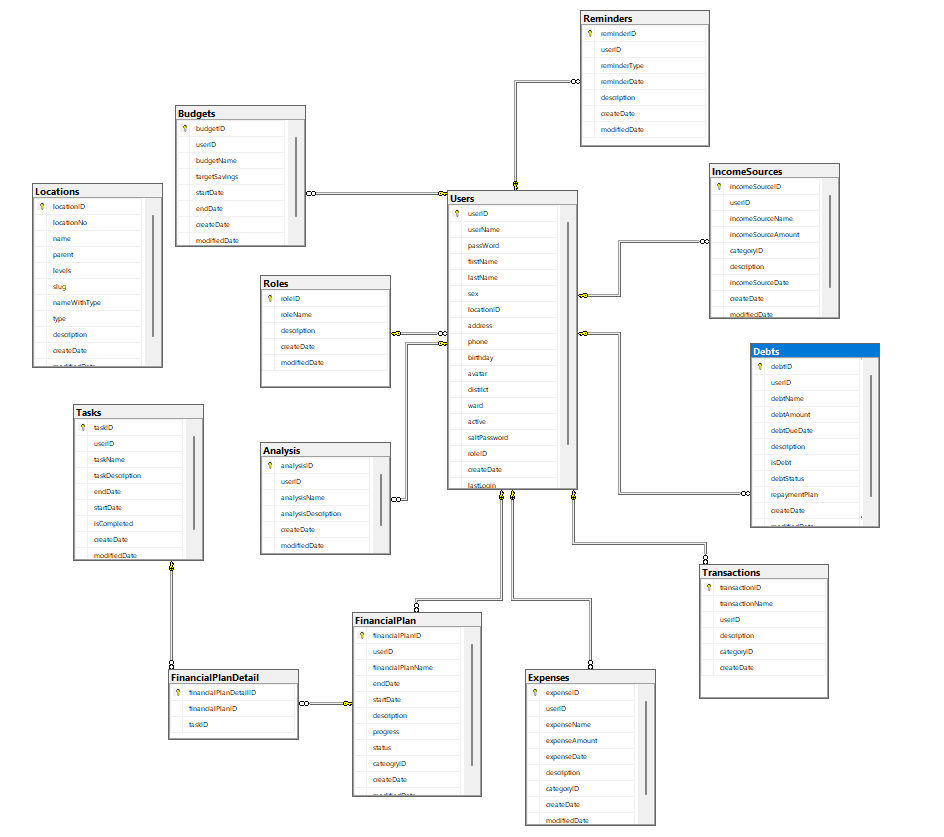 Reminders
reminderID
userID
reminderType
reminderDate
description
createDate
modifiedDate
Budgets
budgetID
userID
budgetName
targetSavings
startDate
endDate
createDate
modifiedDate
IncomeSources
incomeSourceID
userID
incomeSourceName
incomeSourceAmount
categoryID
description
incomeSourceDate
createDate
modifiedDate
Locations
locationID
locationNo
name
parent
levels
slug
nameWithType
type
description
createDate
modifiedDate
Users
userID
userName
passWord
firstName
lastName
sex
locationID
address
phone
birthday
avatar
district
ward
active
saltPassword
roleID
createDate
lastLogin
Roles
roleID
roleName
description
createDate
modifiedDate
Debts
debtID
userID
debtName
debtAmount
debtDueDate
description
isDebt
debtStatus
repaymentPlan
createDate
modifiedDate
Tasks
taskID
userID
taskName
taskDescription
endDate
startDate
isCompleted
createDate
modifiedDate
Analysis
analysisID
userID
analysisName
analysisDescription
createDate
modifiedDate
Transactions
transactionID
transactionName
userID
description
categoryID
createDate
FinancialPlan
financialPlanID
userID
financialPlanName
endDate
startDate
description
progress
status
cateogryID
createDate
modifiedDate
FinancialPlanDetail
financialPlanDetailID
financialPlanID
taskID
Expenses
expenseID
userID
expenseName
expenseAmount
expenseDate
description
categoryID
createDate
modifiedDate